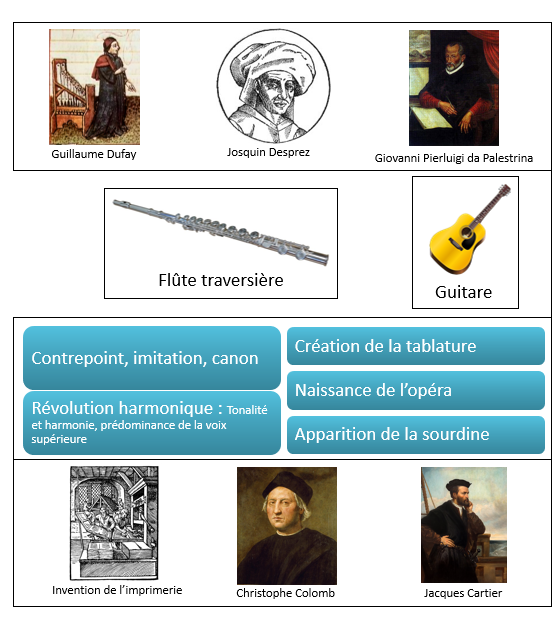 Guillaume Dufay
Josquin Desprez
Giovanni Pierluigi da Palestrina
Flûte traversière
Guitare
Contrepoint, imitation, canon
Révolution harmonique : Tonalité
et harmonie, prédominance de la voix
supérieure
Création de la tablature
Naissance de l’opéra
Apparition de la sourdine
Invention de l’imprimerie
Christophe Colomb
Jacques Cartier